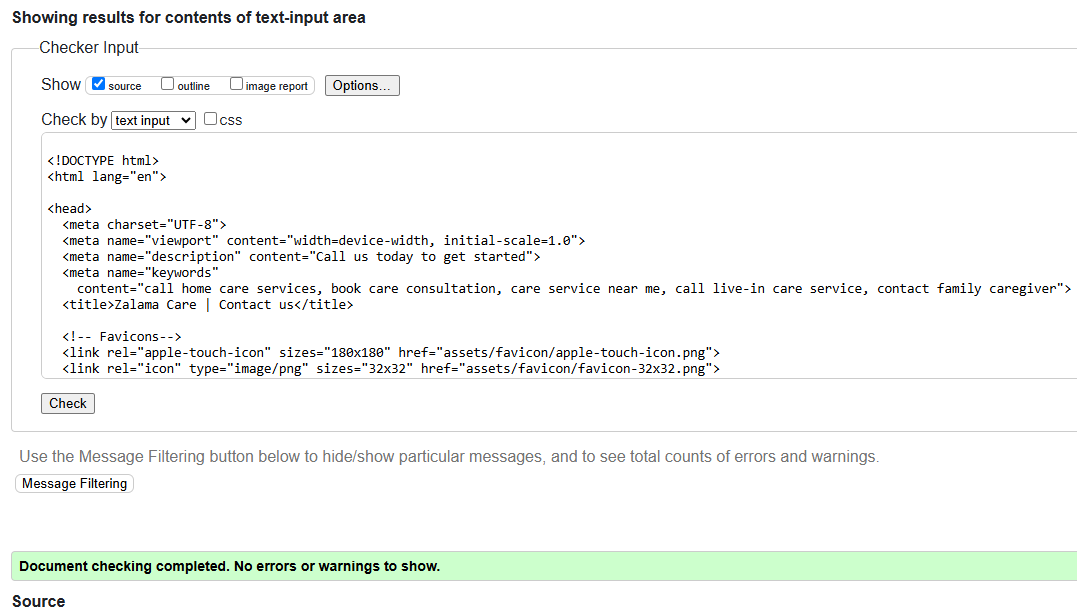 Showing results for contents of text-input area
Checker Input
Show source outline image report Options...
Check by text input css
<!DOCTYPE html>
<html lang="en">
<head>
<meta charset="UTF-8">
<meta name="viewport" content="width=device-width, initial-scale=1.0">
<meta name="description" content="Call us today to get started">
<meta name="keywords"
content="call home care services, book care consultation, care service near me, call live-in care service, contact family caregiver">
<title>Zalama Care | Contact us</title>
<!-- Favicons-->
<link rel="apple-touch-icon" sizes="180x180" href="assets/favicon/apple-touch-icon.png">
<link rel="icon" type="image/png" sizes="32x32" href="assets/favicon/favicon-32x32.png">
Check
Use the Message Filtering button below to hide/show particular messages, and to see total counts of errors and warnings.
Message Filtering
Document checking completed. No errors or warnings to show.
Source